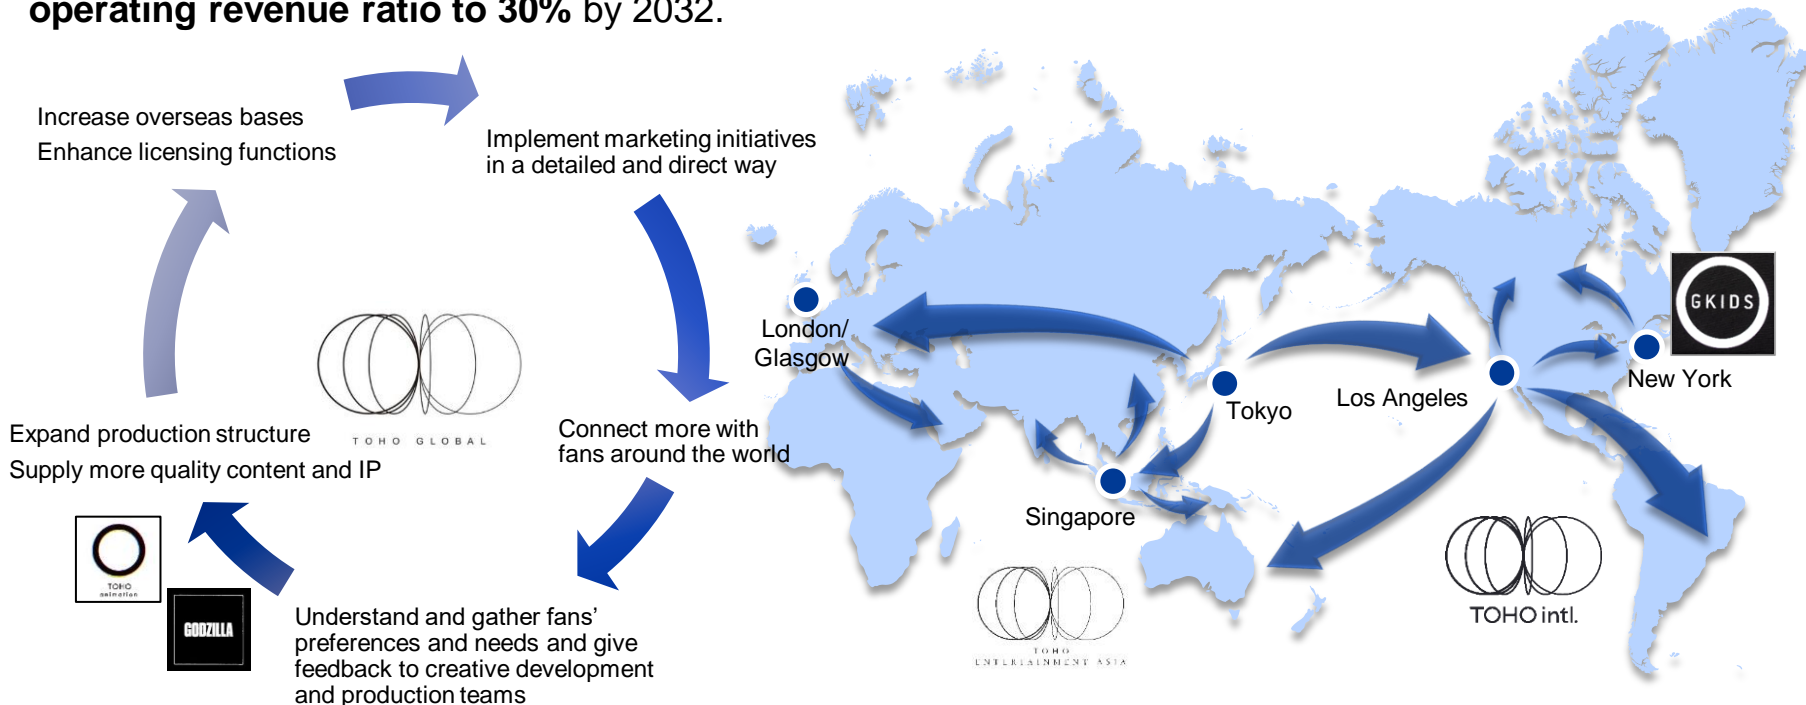 operating revenue ratio to 30% by 2032.
Increase overseas bases
Enhance licensing functions
Implement marketing initiatives
in a detailed and direct way
Connect more with
fans around the world
Understand and gather fans’
preferences and needs and give
feedback to creative development
and production teams
Expand production structure
Supply more quality content and IP
TOHO GLOBAL
TOHO
animation
GODZILLA
London/
Glasgow
Tokyo
Singapore
Los Angeles
New York
GKIDS
TOHO
ENTERTAINMENT ASIA
TOHO intl.